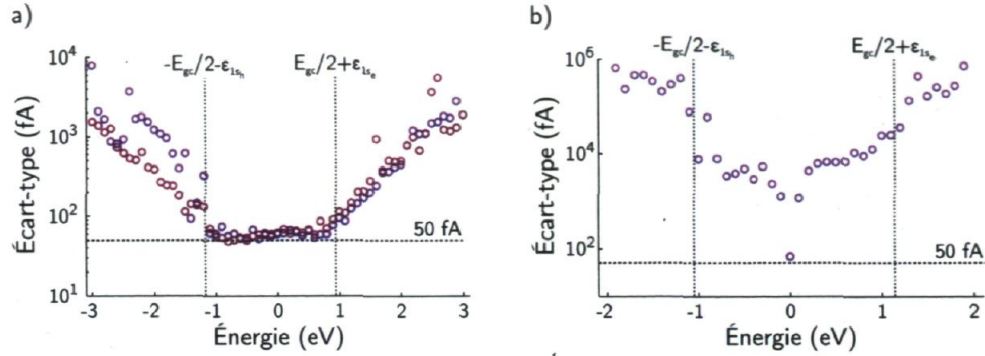 a)
Écart-type (fA)
10⁴
10³
10²
10¹
-E_gc/2-ε_1s_h
E_gc/2+ε_1s_e
50 fA
-3 -2 -1 0 1 2 3
Énergie (eV)
b)
Écart-type (fA)
10⁶
10⁴
10²
-E_gc/2-ε_1s_h
E_gc/2+ε_1s_e
50 fA
-2 -1 0 1 2
Énergie (eV)